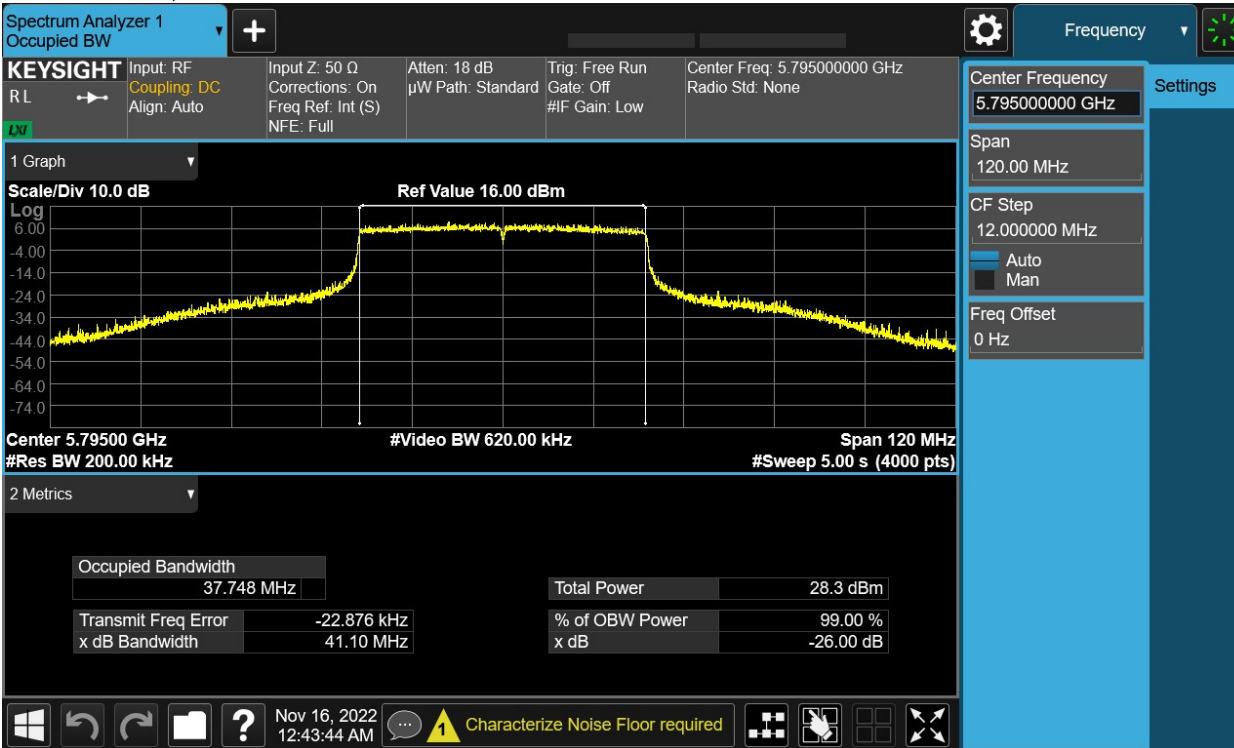 Spectrum Analyzer 1
Occupied BW
Frequency
KEYSIGHT
R L
LXI
Input: RF
Coupling: DC
Align: Auto
Input Z: 50 Ω
Corrections: On
Freq Ref: Int (S)
NFE: Full
Atten: 18 dB
µW Path: Standard
Trig: Free Run
Gate: Off
#IF Gain: Low
Center Freq: 5.795000000 GHz
Radio Std: None
Center Frequency
5.795000000 GHz
Settings
Span
120.00 MHz
CF Step
12.000000 MHz
Auto
Man
Freq Offset
0 Hz
1 Graph
Scale/Div 10.0 dB
Ref Value 16.00 dBm
Log
6.00
-4.00
-14.0
-24.0
-34.0
-44.0
-54.0
-64.0
-74.0
Center 5.79500 GHz
#Video BW 620.00 kHz
Span 120 MHz
#Res BW 200.00 kHz
#Sweep 5.00 s (4000 pts)
2 Metrics
Occupied Bandwidth
37.748 MHz
Total Power 28.3 dBm
Transmit Freq Error -22.876 kHz
% of OBW Power 99.00 %
x dB Bandwidth 41.10 MHz
x dB -26.00 dB
?
Nov 16, 2022
12:43:44 AM
1
Characterize Noise Floor required